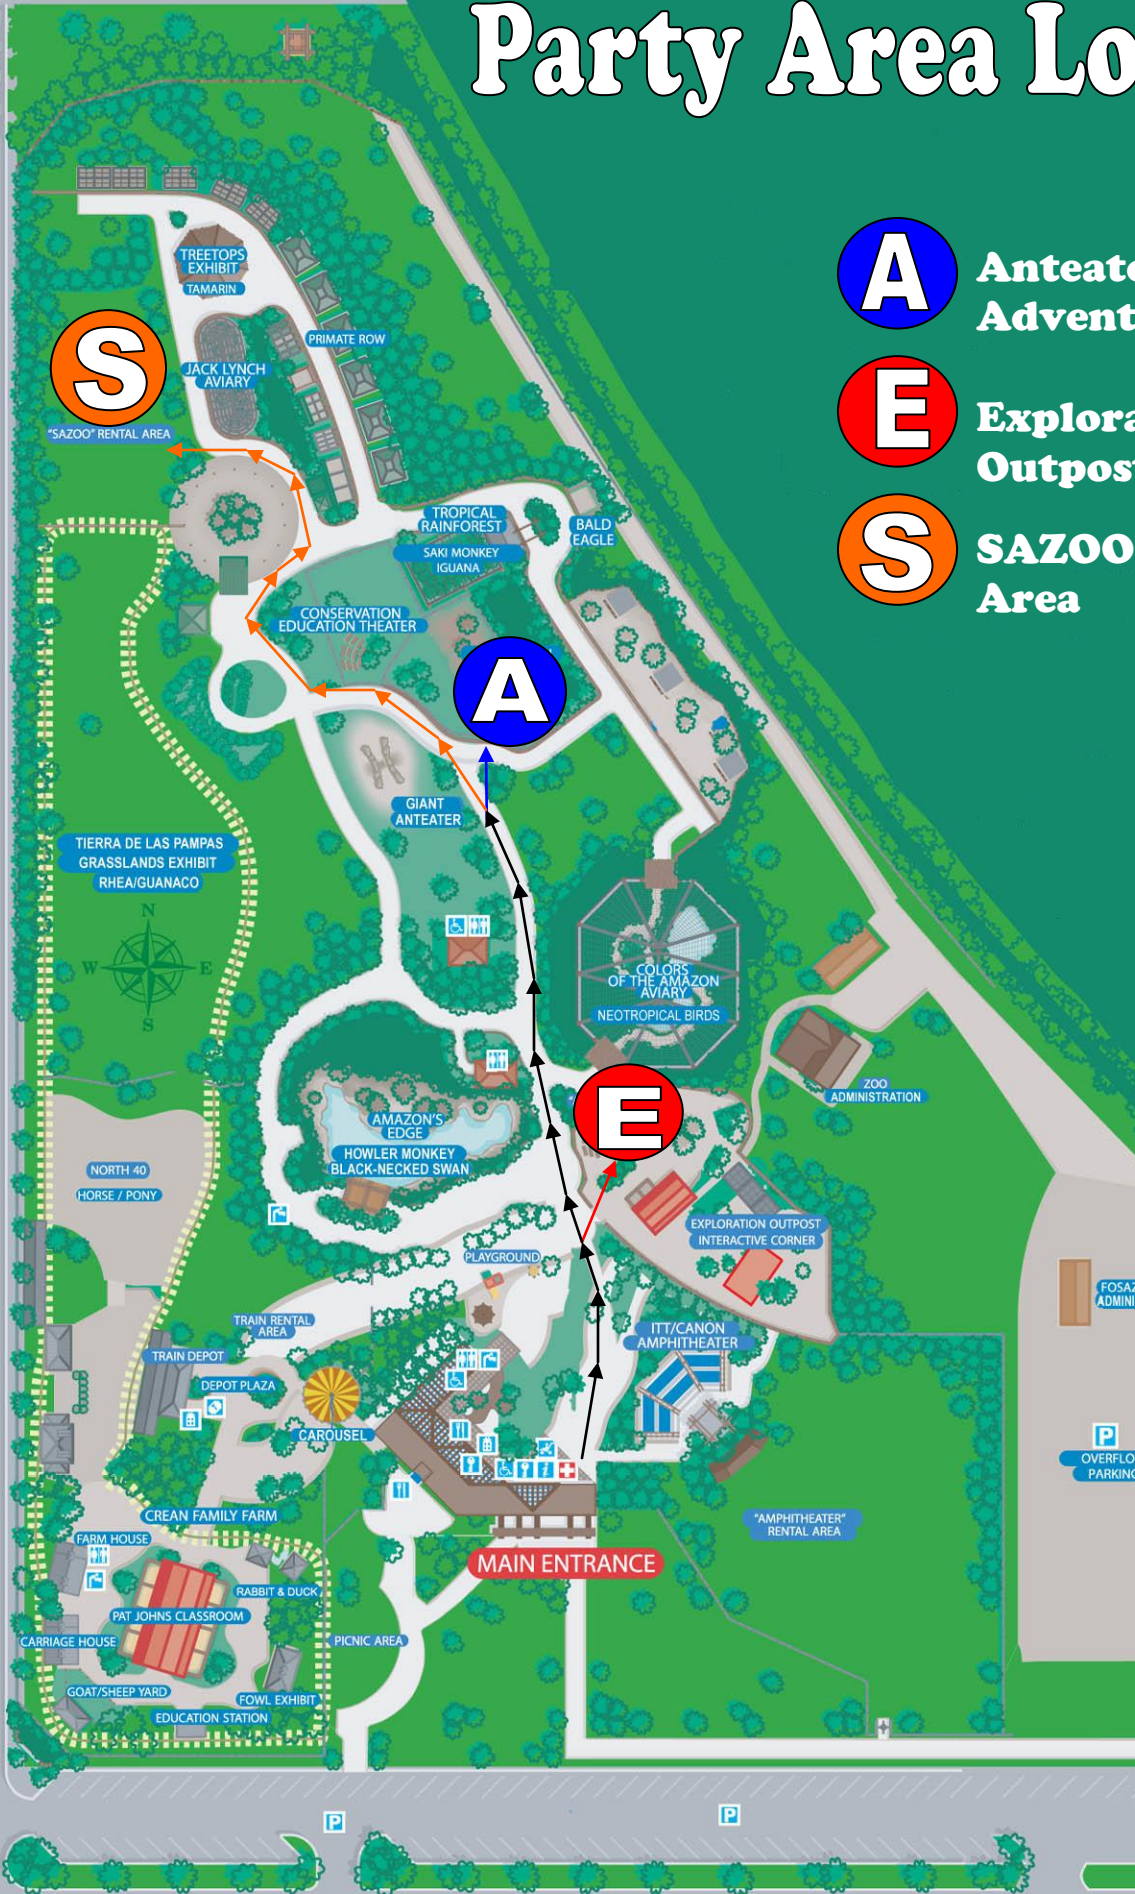 Party Area Lo
A
Anteate
Advent
E
Explora
Outpost
S
SAZOO
Area
TREETOPS
EXHIBIT
TAMARIN
PRIMATE ROW
JACK LYNCH
AVIARY
S
"SAZOO" RENTAL AREA
TROPICAL
RAINFOREST
SAKI MONKEY
IGUANA
BALD
EAGLE
CONSERVATION
EDUCATION THEATER
A
GIANT
ANTEATER
TIERRA DE LAS PAMPAS
GRASSLANDS EXHIBIT
RHEA/GUANACO
N
W
E
S
COLORS
OF THE AMAZON
AVIARY
NEOTROPICAL BIRDS
ZOO
ADMINISTRATION
E
AMAZON'S
EDGE
HOWLER MONKEY
BLACK-NECKED SWAN
NORTH 40
HORSE / PONY
EXPLORATION OUTPOST
INTERACTIVE CORNER
PLAYGROUND
FOSAZ
ADMINI
TRAIN RENTAL
AREA
ITT/CANON
AMPHITHEATER
TRAIN DEPOT
DEPOT PLAZA
CAROUSEL
P
OVERFLO
PARKING
CREAN FAMILY FARM
"AMPHITHEATER"
RENTAL AREA
FARM HOUSE
MAIN ENTRANCE
RABBIT & DUCK
PAT JOHNS CLASSROOM
CARRIAGE HOUSE
PICNIC AREA
GOAT/SHEEP YARD
FOWL EXHIBIT
EDUCATION STATION
P
P